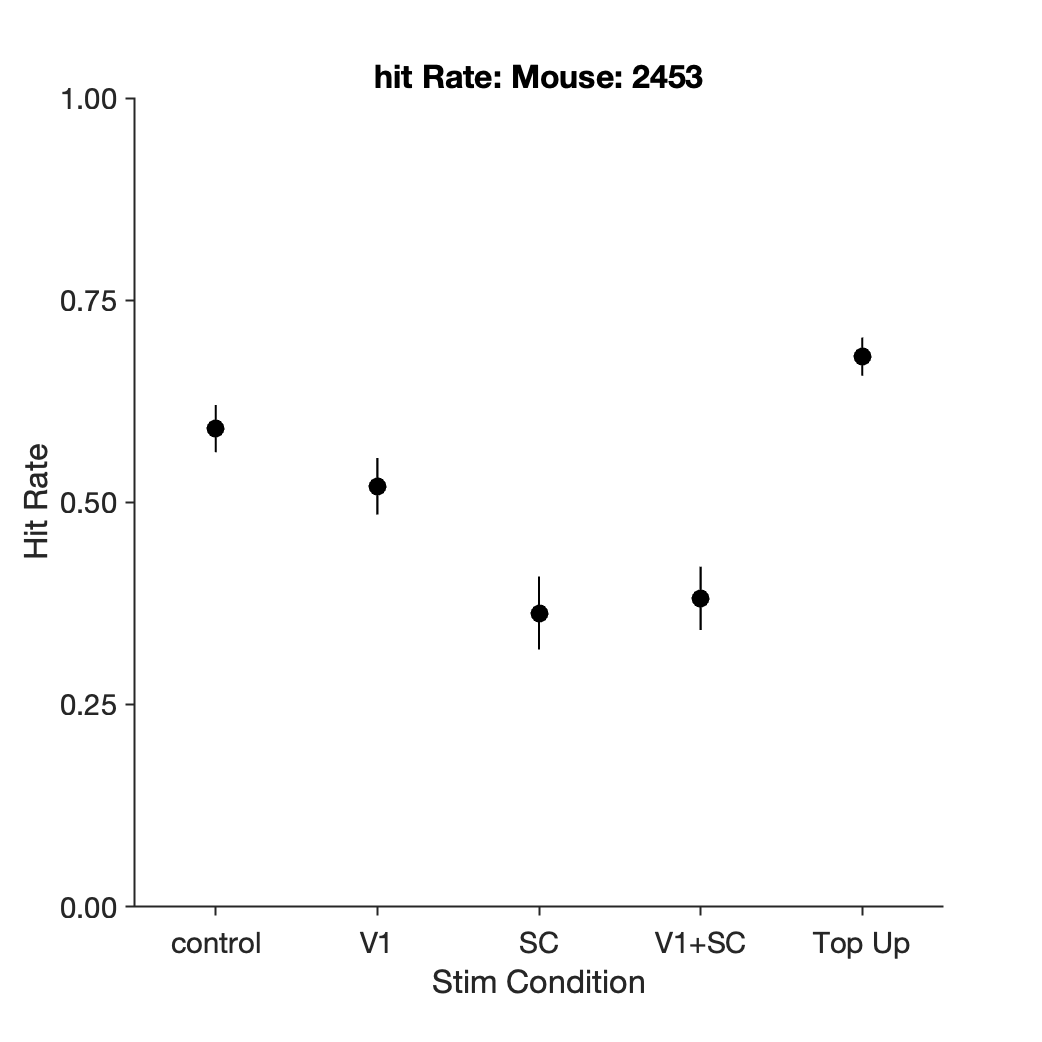 hit Rate: Mouse: 2453
1.00
0.75
0.50
0.25
0.00
Hit Rate
control V1 SC V1+SC Top Up
Stim Condition